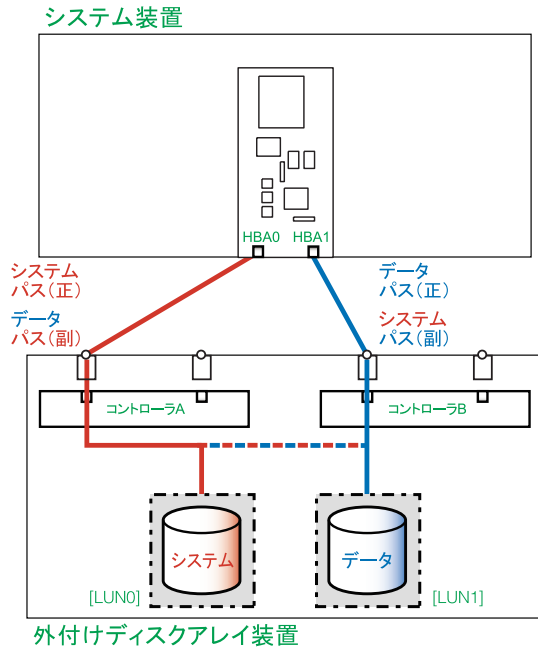 システム装置
HBA0 HBA1
システム
パス(正)
データ
パス(副)
データ
パス(正)
システム
パス(副)
コントローラA
コントローラB
システム
データ
[LUN0]
[LUN1]
外付けディスクアレイ装置